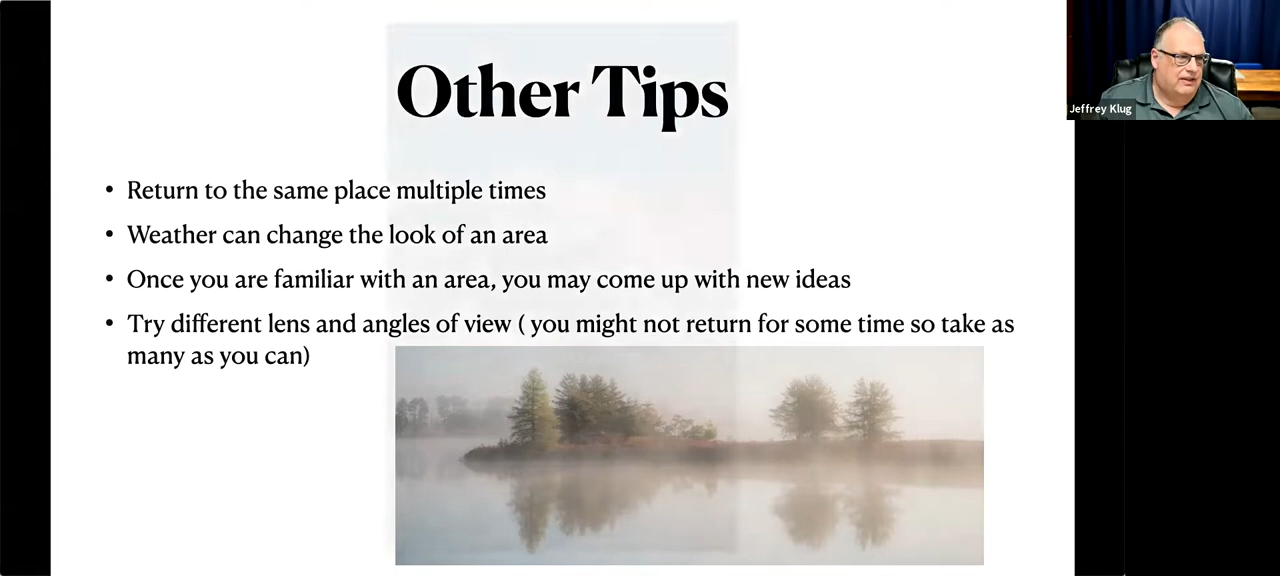 Other Tips
• Return to the same place multiple times
• Weather can change the look of an area
• Once you are familiar with an area, you may come up with new ideas
• Try different lens and angles of view ( you might not return for some time so take as
many as you can)
Jeffrey Klug